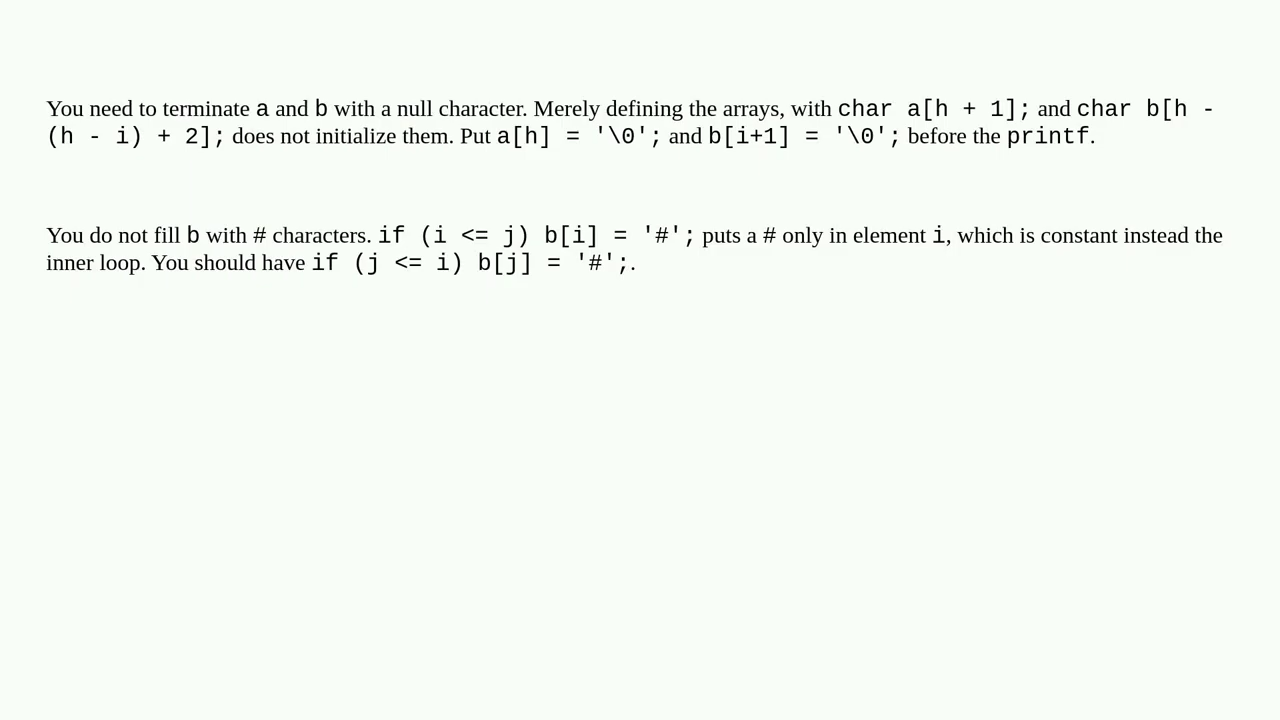 You need to terminate a and b with a null character. Merely defining the arrays, with char a[h + 1]; and char b[h -
(h - i) + 2]; does not initialize them. Put a[h] = '\0'; and b[i+1] = '\0'; before the printf.
You do not fill b with # characters. if (i <= j) b[i] = '#'; puts a # only in element i, which is constant instead the
inner loop. You should have if (j <= i) b[j] = '#';.